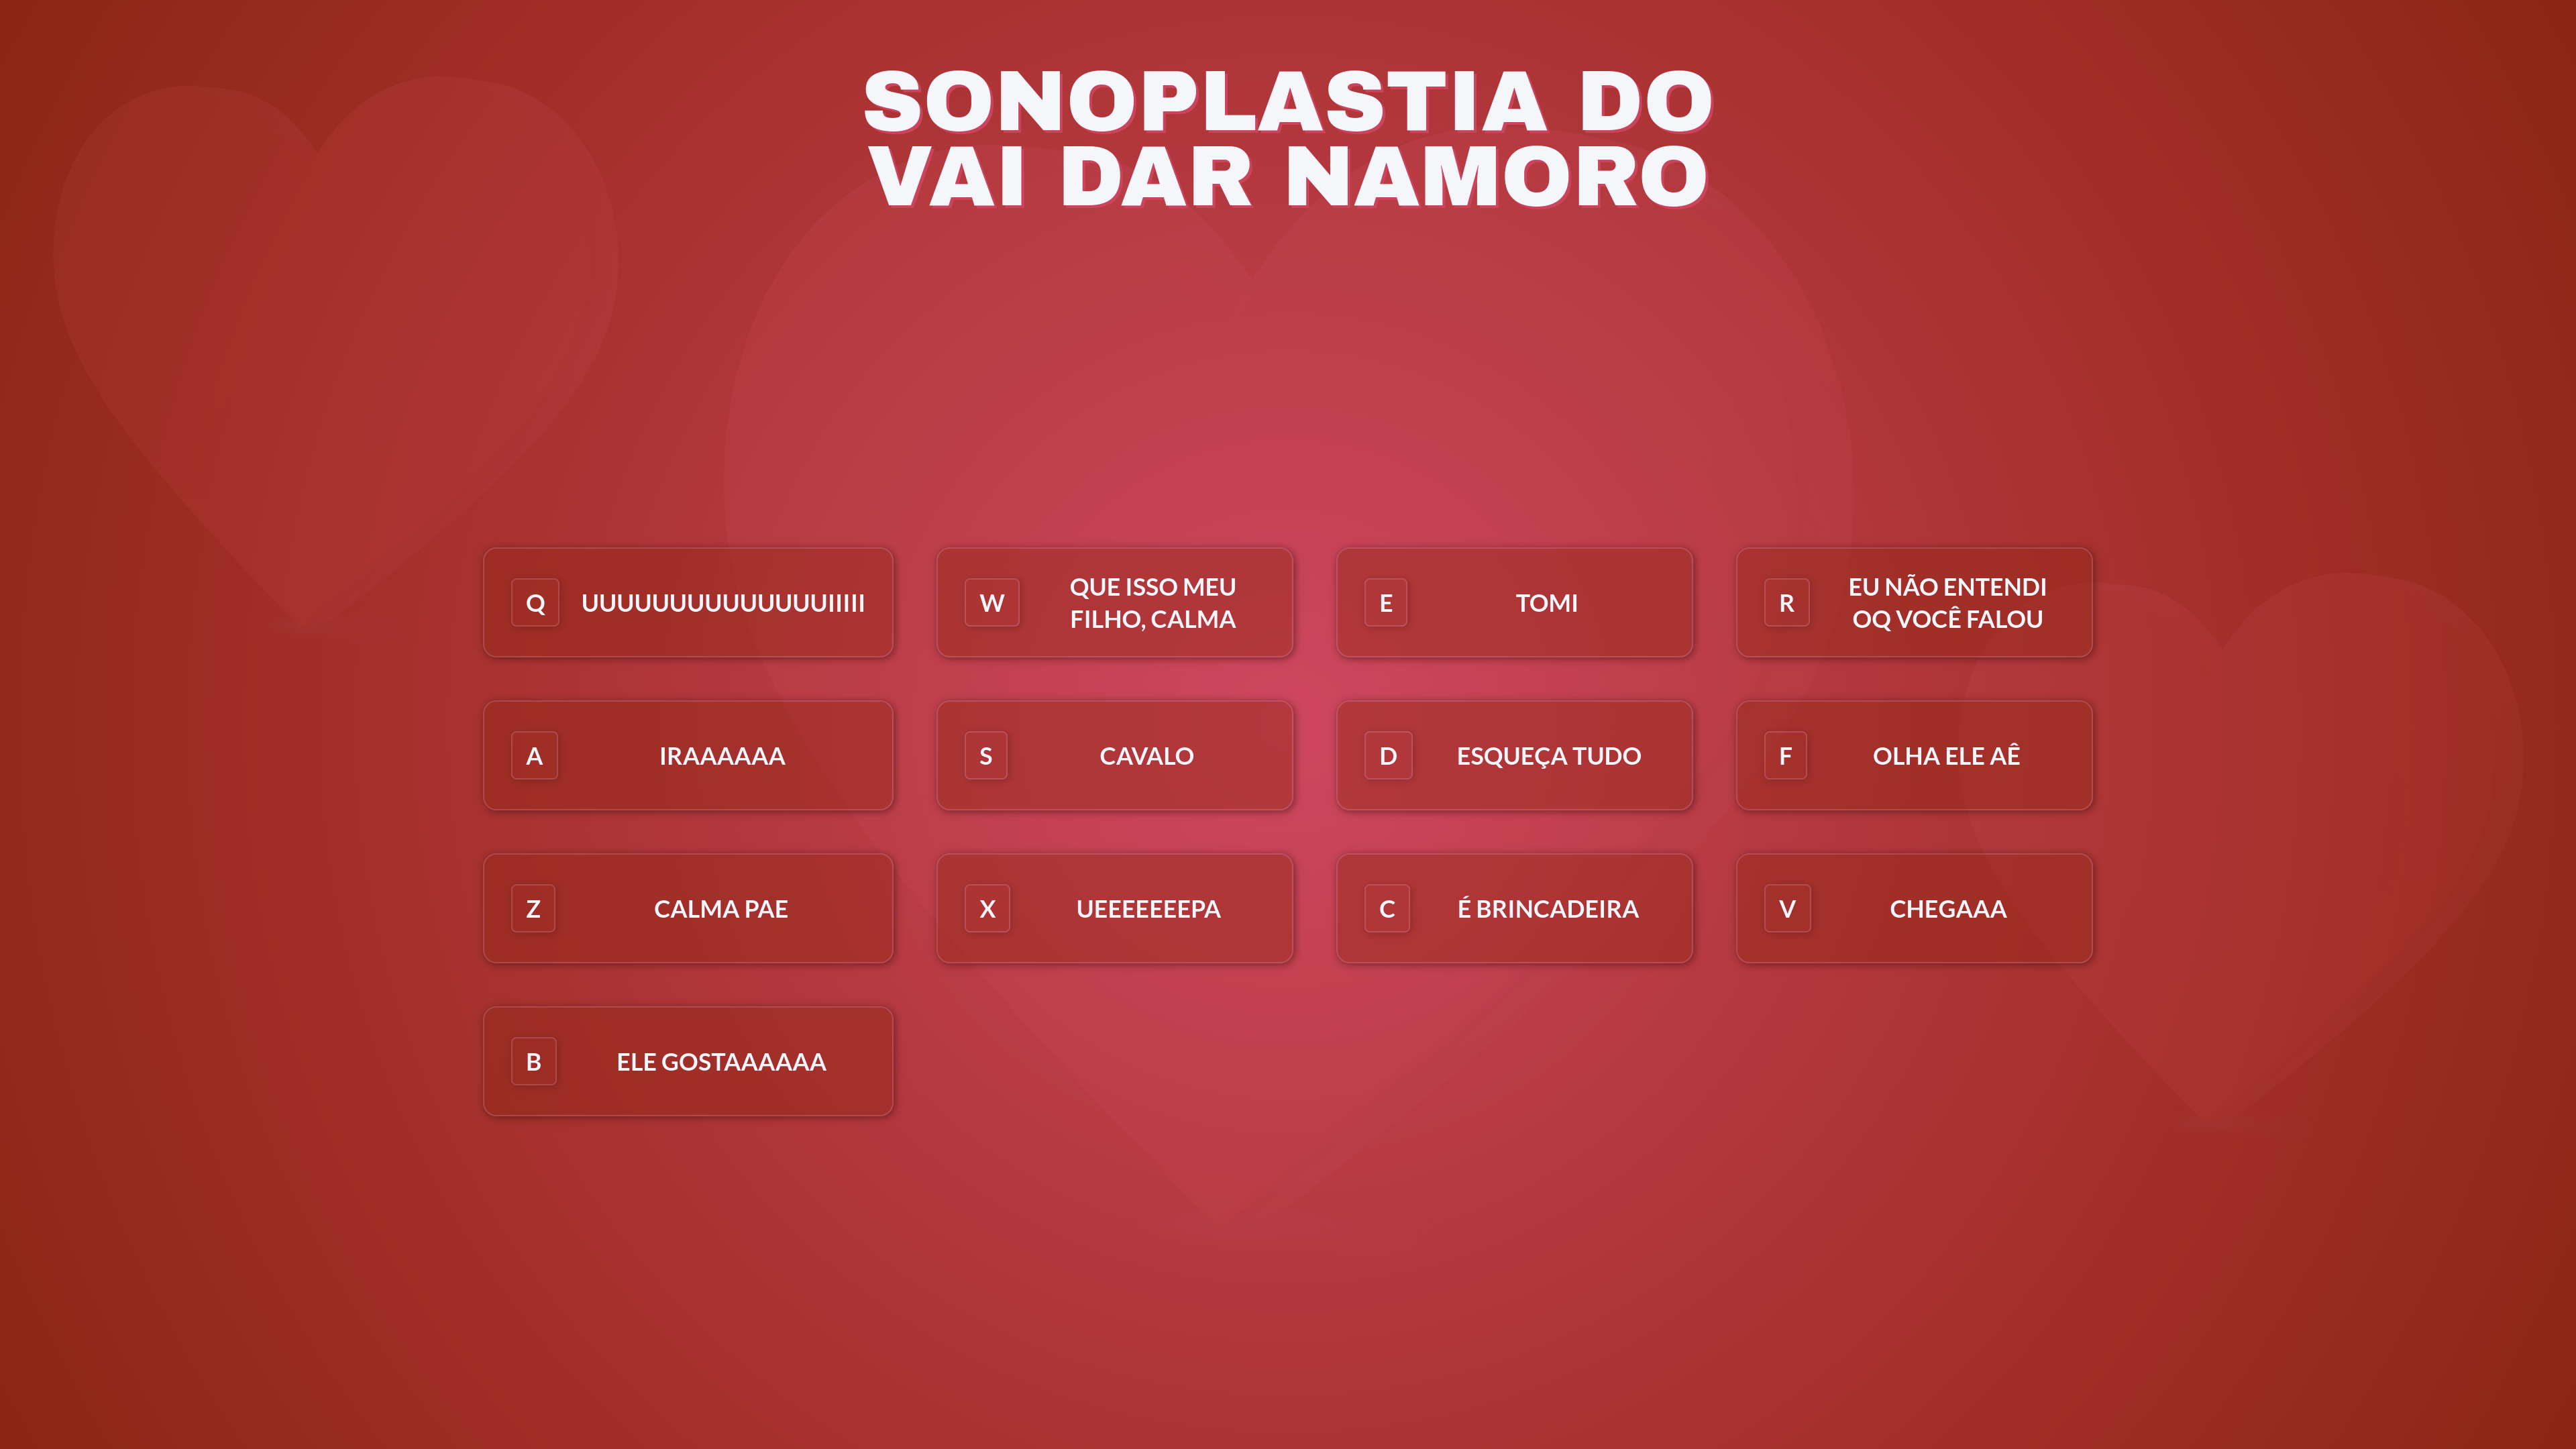 SONOPLASTIA DO
VAI DAR NAMORO
Q UUUUUUUUUUUUUUIIIII
W QUE ISSO MEU
FILHO, CALMA
E TOMI
R EU NÃO ENTENDI
OQ VOCÊ FALOU
A IRAAAAAA
S CAVALO
D ESQUEÇA TUDO
F OLHA ELE AÊ
Z CALMA PAE
X UEEEEEEEPA
C É BRINCADEIRA
V CHEGAAA
B ELE GOSTAAAAAA